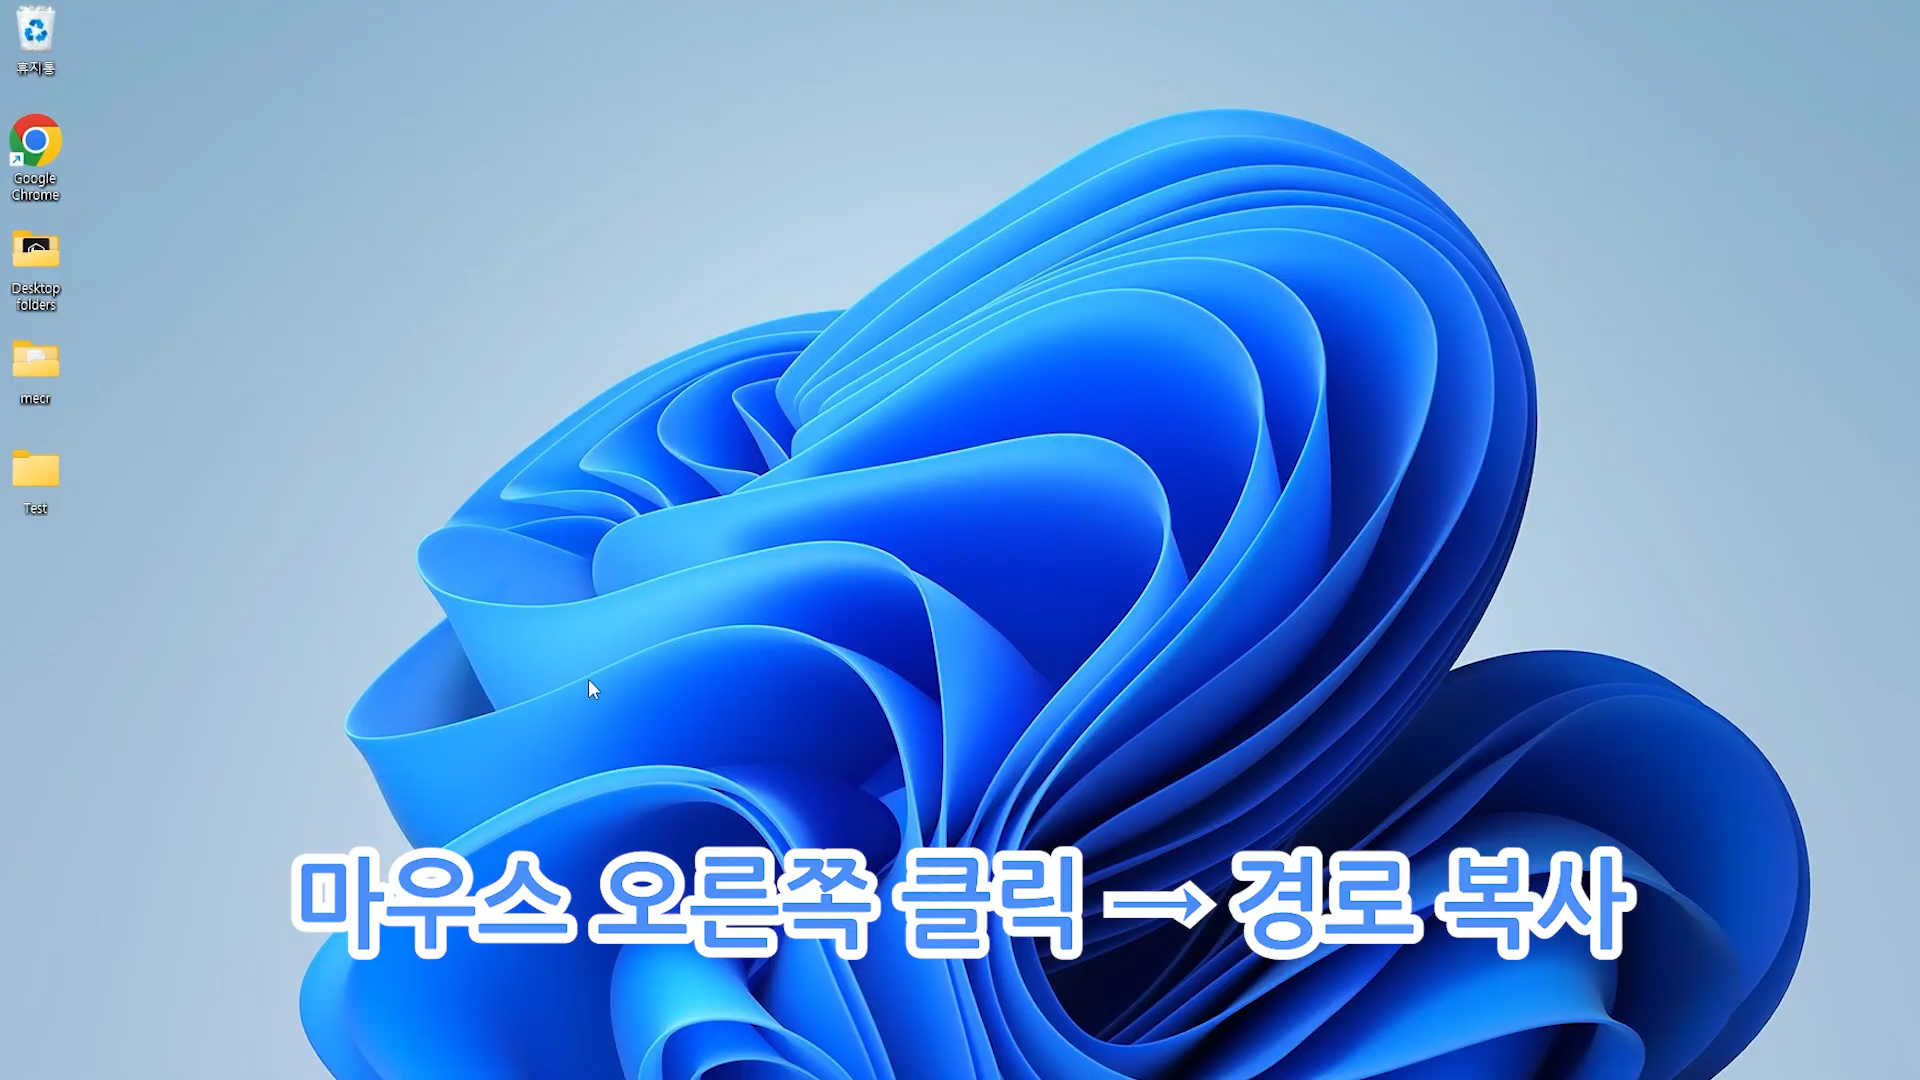 휴지통
Google
Chrome
Desktop
folders
mecr
Test
마우스 오른쪽 클릭 → 경로 복사